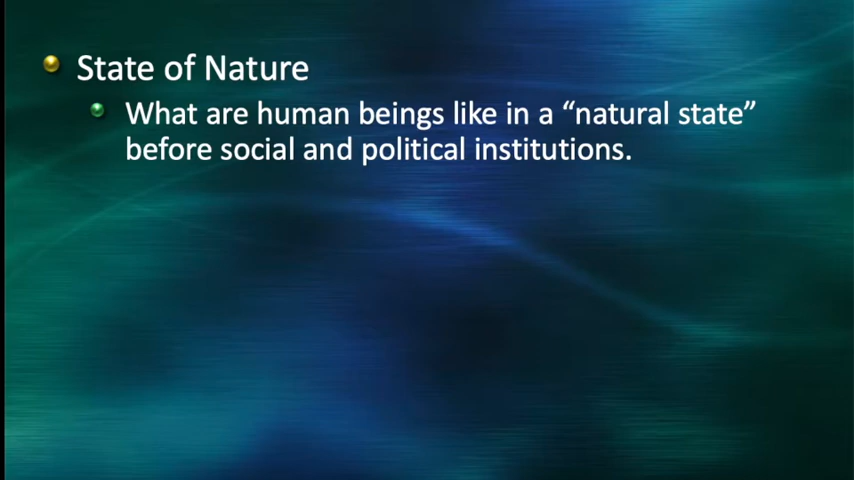 State of Nature
What are human beings like in a “natural state”
before social and political institutions.